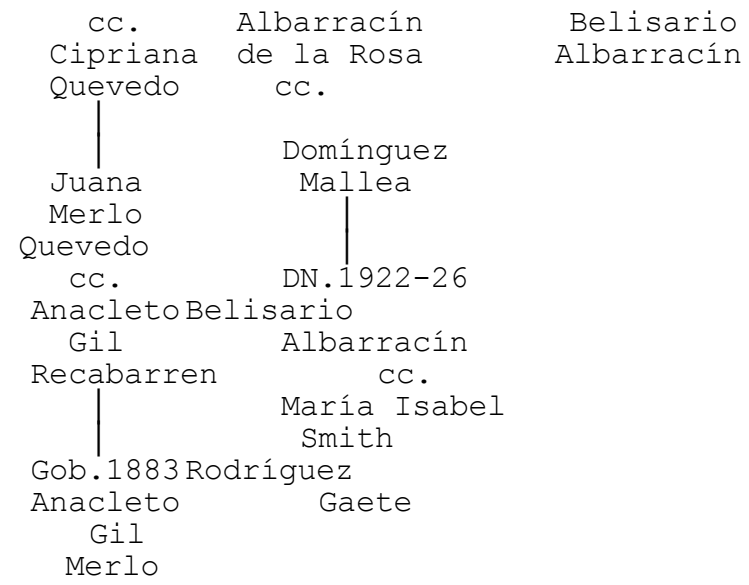 cc. Albarracín Belisario
Cipriana de la Rosa Albarracín
Quevedo cc.
Domínguez
Juana Mallea
Merlo
Quevedo
cc. DN.1922-26
Anacleto Belisario
Gil Albarracín
Recabarren cc.
María Isabel
Smith
Gob.1883 Rodríguez
Anacleto Gaete
Gil
Merlo